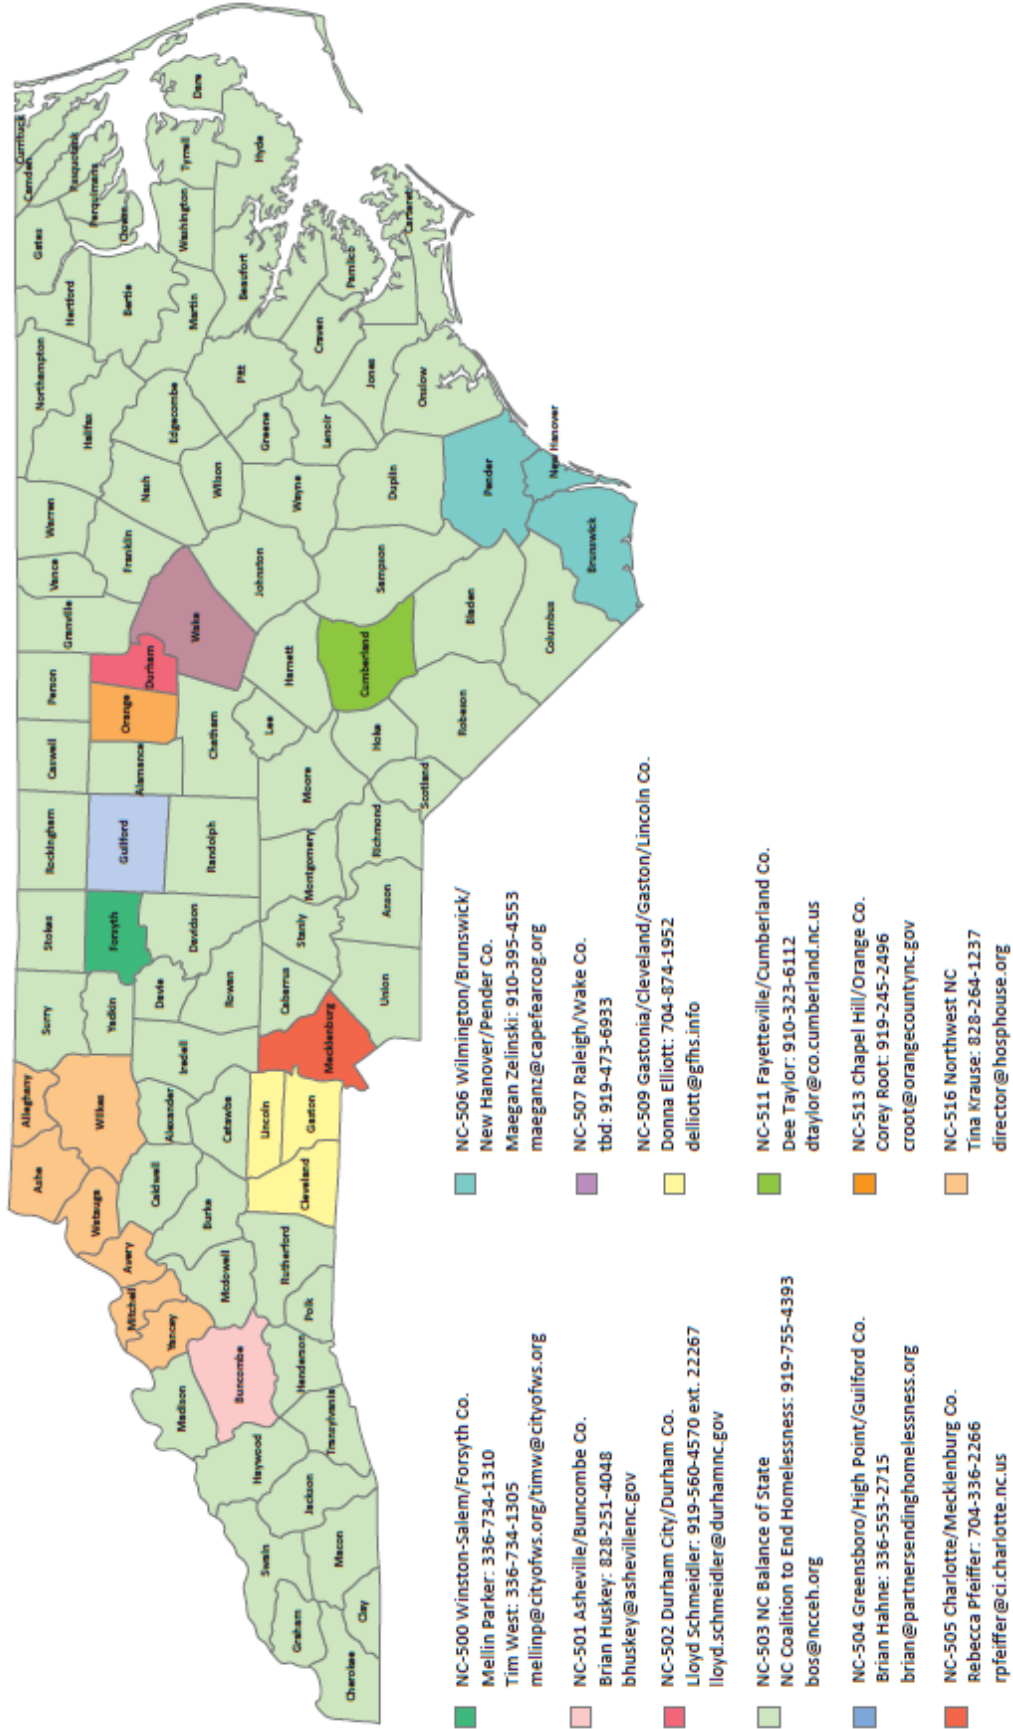 Cherokee
Graham
Clay
Swain
Macon
Jackson
Haywood
Transylvania
Madison
Buncombe
Henderson
Yancey
Mitchell
Avery
Mcdowell
Polk
Rutherford
Watauga
Ashe
Burke
Caldwell
Cleveland
Alleghany
Wilkes
Alexander
Catawba
Lincoln
Gaston
Surry
Yadkin
Iredell
Mecklenburg
Stokes
Forsyth
Davie
Davidson
Rowan
Cabarrus
Stanly
Union
Rockingham
Guilford
Randolph
Montgomery
Anson
Richmond
Caswell
Alamance
Chatham
Moore
Scotland
Hoke
Person
Orange
Durham
Lee
Harnett
Cumberland
Robeson
Granville
Vance
Wake
Johnston
Sampson
Bladen
Columbus
Warren
Franklin
Nash
Wilson
Wayne
Duplin
Pender
Brunswick
New Hanover
Northampton
Halifax
Edgecombe
Pitt
Greene
Lenoir
Jones
Onslow
Craven
Hertford
Bertie
Martin
Beaufort
Pamlico
Carteret
Gates
Chowan
Perquimans
Pasquotank
Camden
Currituck
Washington
Tyrrell
Dare
Hyde
NC-500 Winston-Salem/Forsyth Co.
Mellin Parker: 336-734-1310
Tim West: 336-734-1305
mellinp@cityofws.org/timw@cityofws.org
NC-501 Asheville/Buncombe Co.
Brian Huskey: 828-251-4048
bhuskey@ashevillenc.gov
NC-502 Durham City/Durham Co.
Lloyd Schmeidler: 919-560-4570 ext. 22267
lloyd.schmeidler@durhamnc.gov
NC-503 NC Balance of State
NC Coalition to End Homelessness: 919-755-4393
bos@ncceh.org
NC-504 Greensboro/High Point/Guilford Co.
Brian Hahne: 336-553-2715
brian@partnersendinghomelessness.org
NC-505 Charlotte/Mecklenburg Co.
Rebecca Pfeiffer: 704-336-2266
rpfeiffer@ci.charlotte.nc.us
NC-506 Wilmington/Brunswick/
New Hanover/Pender Co.
Maegan Zelinski: 910-395-4553
maeganz@capefearcog.org
NC-507 Raleigh/Wake Co.
tbd: 919-473-6933
NC-509 Gastonia/Cleveland/Gaston/Lincoln Co.
Donna Elliott: 704-874-1952
delliott@gfhs.info
NC-511 Fayetteville/Cumberland Co.
Dee Taylor: 910-323-6112
dtaylor@co.cumberland.nc.us
NC-513 Chapel Hill/Orange Co.
Corey Root: 919-245-2496
croot@orangecountync.gov
NC-516 Northwest NC
Tina Krause: 828-264-1237
director@hosphouse.org